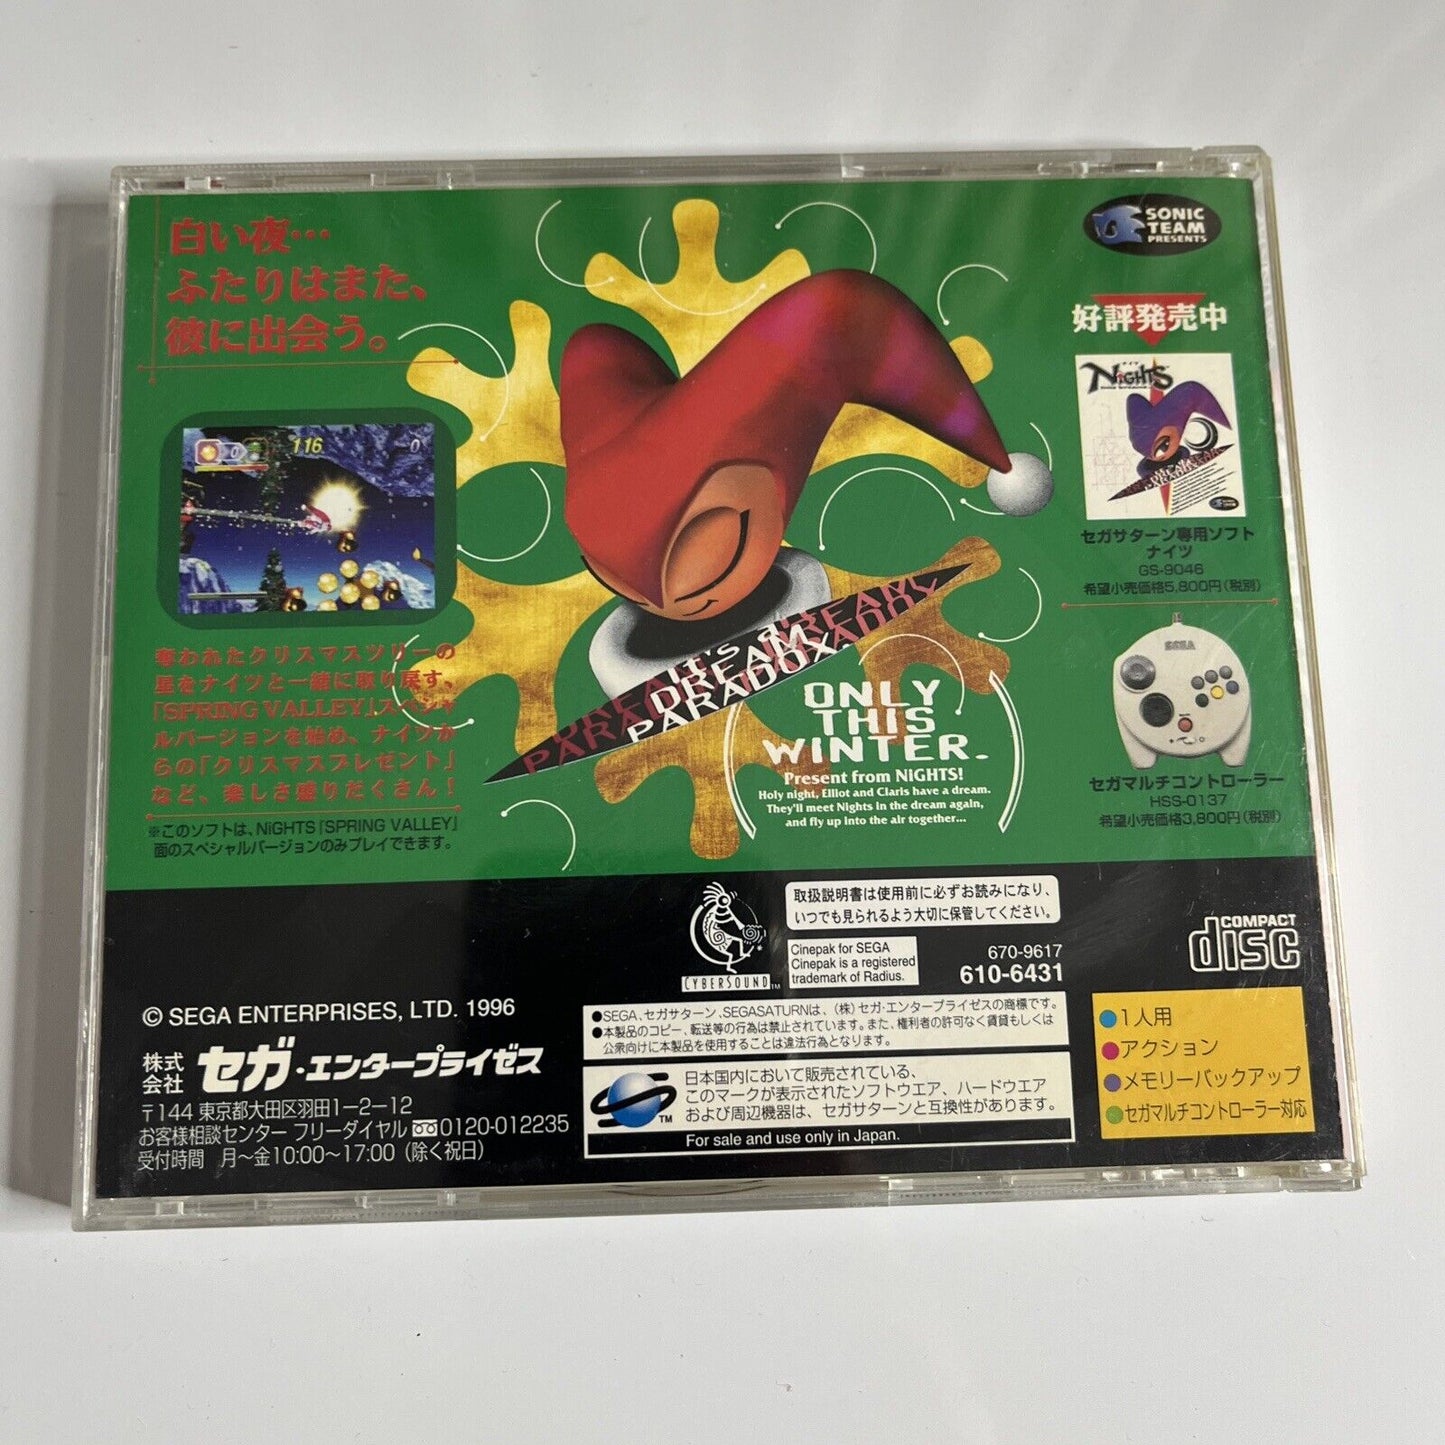 白い夜…
ふたりはまた、
彼に出会う。
SONIC
TEAM
PRESENTS
好評発売中
ナイツ
NiGHTS
セガサターン専用ソフト
ナイツ
GS-9046
希望小売価格5,800円(税別)
SEGA
セガマルチコントローラー
HSS-0137
希望小売価格3,800円(税別)
0
116
0
奪われたクリスマスツリーの
星をナイツと一緒に取り戻す、
「SPRING VALLEY」スペシャ
ルバージョンを始め、ナイツか
らの「クリスマスプレゼント」
など、楽しさ盛りだくさん!
※このソフトは、NiGHTS「SPRING VALLEY」
面のスペシャルバージョンのみプレイできます。
IT'S A
DREAM
PARADOX.
ONLY
THIS
WINTER.
Present from NiGHTS!
Holy night, Elliot and Claris have a dream.
They'll meet Nights in the dream again,
and fly up into the air together...
CYBERSOUND™
取扱説明書は使用前に必ずお読みになり、
いつでも見られるよう大切に保管してください。
Cinepak for SEGA
Cinepak is a registered
trademark of Radius.
670-9617
610-6431
COMPACT
disc
© SEGA ENTERPRISES, LTD. 1996
株式会社 セガ・エンタープライゼス
〒144 東京都大田区羽田1-2-12
お客様相談センター フリーダイヤル 0120-012235
受付時間 月〜金10:00〜17:00(除く祝日)
●SEGA、セガサターン、SEGASATURNは、(株)セガ・エンタープライゼスの商標です。
●本製品のコピー、転送等の行為は禁止されています。また、権利者の許可なく賃貸もしくは
公衆向けに本製品を使用することは違法行為となります。
TM
日本国内において販売されている、
このマークが表示されたソフトウエア、ハードウエア
および周辺機器は、セガサターンと互換性があります。
For sale and use only in Japan.
●1人用
●アクション
●メモリーバックアップ
●セガマルチコントローラー対応